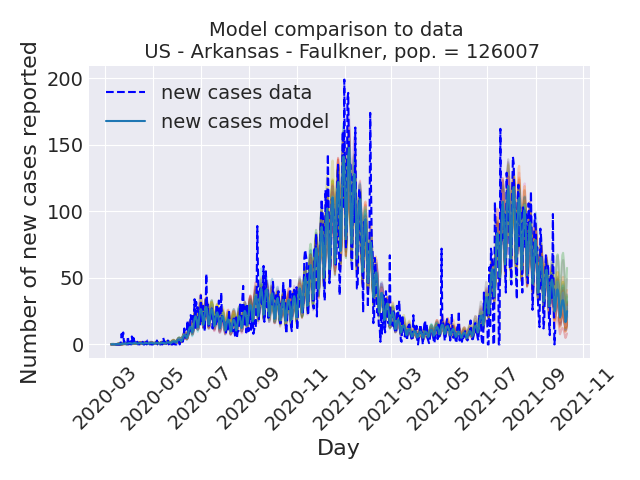 Model comparison to data
US - Arkansas - Faulkner, pop. = 126007
Number of new cases reported
200
150
100
50
0
new cases data
new cases model
2020-03
2020-05
2020-07
2020-09
2020-11
2021-01
2021-03
2021-05
2021-07
2021-09
2021-11
Day